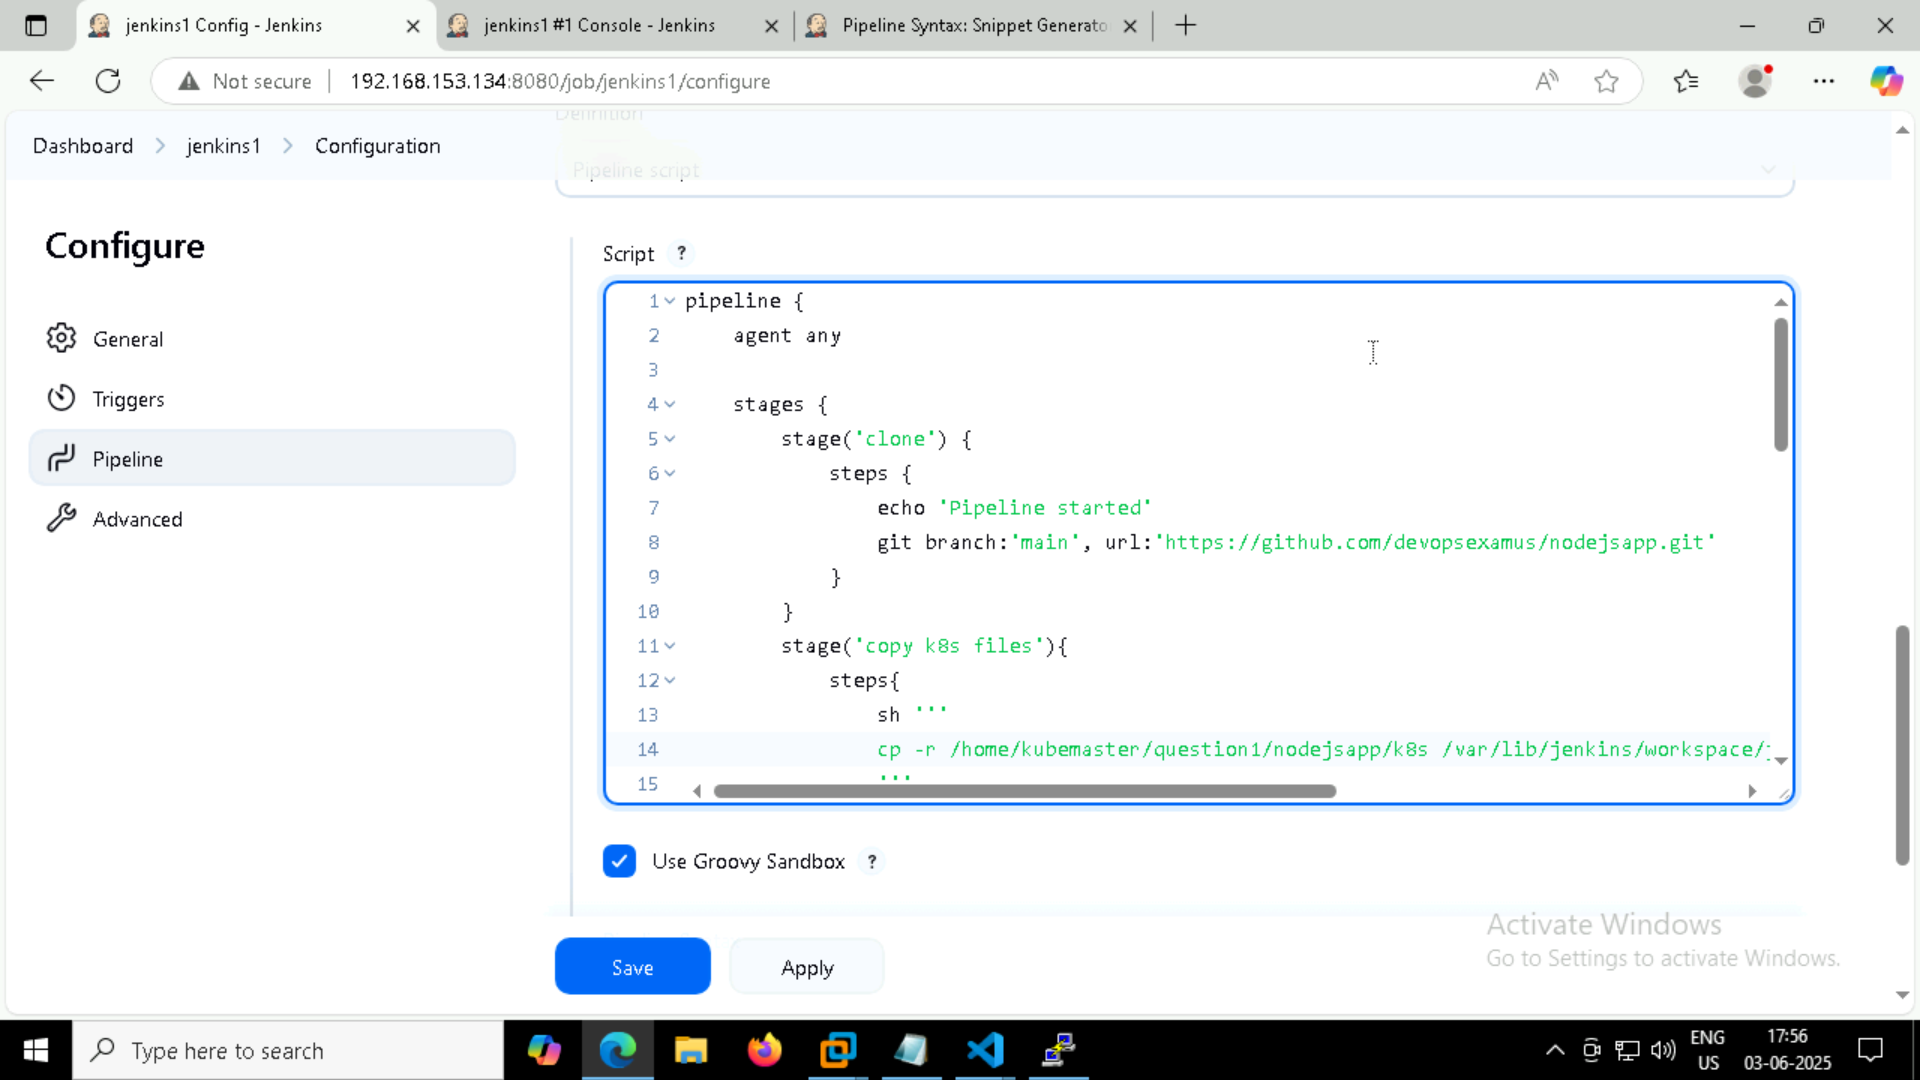 jenkins1 Config - Jenkins
jenkins1 #1 Console - Jenkins
Pipeline Syntax: Snippet Generato
Not secure
192.168.153.134:8080/job/jenkins1/configure
Dashboard
jenkins1
Configuration
Definition
Pipeline script
Configure
General
Triggers
Pipeline
Advanced
Script ?
1 pipeline {
2 agent any
3
4 stages {
5 stage('clone') {
6 steps {
7 echo 'Pipeline started'
8 git branch:'main', url:'https://github.com/devopsexamus/nodejsapp.git'
9 }
10 }
11 stage('copy k8s files'){
12 steps{
13 sh '''
14 cp -r /home/kubemaster/question1/nodejsapp/k8s /var/lib/jenkins/workspace/
15 '''
Use Groovy Sandbox ?
Save
Apply
Activate Windows
Go to Settings to activate Windows.
Type here to search
ENG
US
17:56
03-06-2025